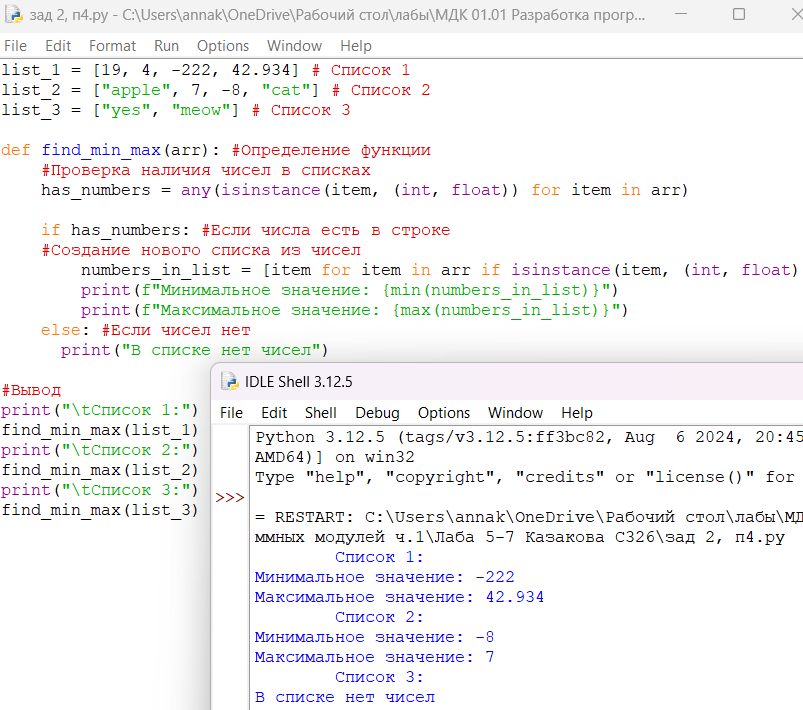 зад 2, п4.py - C:\Users\annak\OneDrive\Рабочий стол\лабы\МДК 01.01 Разработка прогр...
File Edit Format Run Options Window Help
list_1 = [19, 4, -222, 42.934] # Список 1
list_2 = ["apple", 7, -8, "cat"] # Список 2
list_3 = ["yes", "meow"] # Список 3
def find_min_max(arr): #Определение функции
#Проверка наличия чисел в списках
has_numbers = any(isinstance(item, (int, float)) for item in arr)
if has_numbers: #Если числа есть в строке
#Создание нового списка из чисел
numbers_in_list = [item for item in arr if isinstance(item, (int, float)
print(f"Минимальное значение: {min(numbers_in_list)}")
print(f"Максимальное значение: {max(numbers_in_list)}")
else: #Если чисел нет
print("В списке нет чисел")
#Вывод
print("\tСписок 1:")
find_min_max(list_1)
print("\tСписок 2:")
find_min_max(list_2)
print("\tСписок 3:")
find_min_max(list_3)
IDLE Shell 3.12.5
File Edit Shell Debug Options Window Help
Python 3.12.5 (tags/v3.12.5:ff3bc82, Aug 6 2024, 20:45
AMD64)] on win32
Type "help", "copyright", "credits" or "license()" for
>>>
= RESTART: C:\Users\annak\OneDrive\Рабочий стол\лабы\МД
ммных модулей ч.1\Лаба 5-7 Казакова С326\зад 2, п4.py
Список 1:
Минимальное значение: -222
Максимальное значение: 42.934
Список 2:
Минимальное значение: -8
Максимальное значение: 7
Список 3:
В списке нет чисел